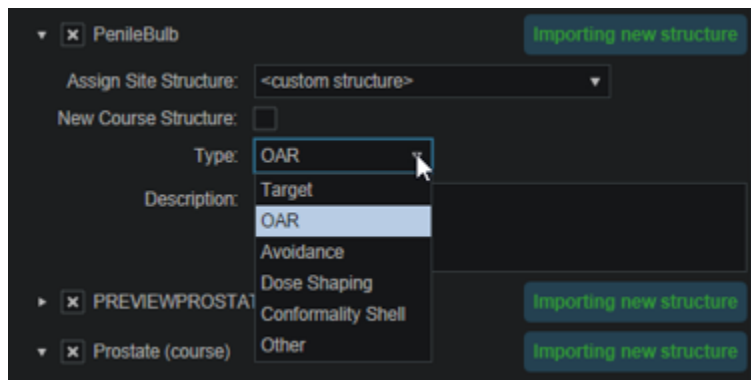 PenileBulb Importing new structure
Assign Site Structure: <custom structure>
New Course Structure:
Type: OAR
Target
Description:
OAR
Avoidance
Dose Shaping
PREVIEWPROSTAT Importing new structure
Conformality Shell
Prostate (course) Importing new structure
Other